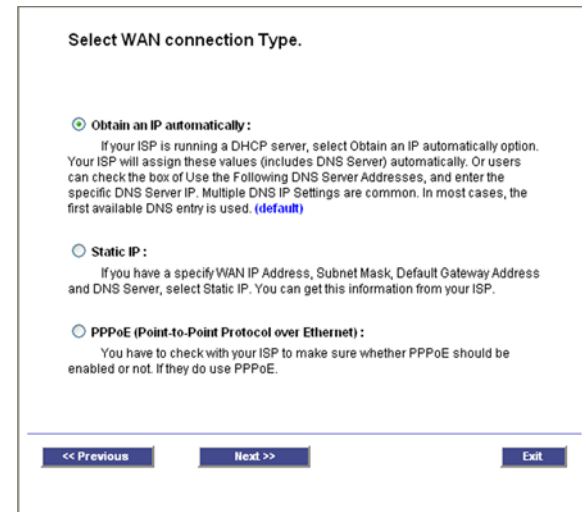 Select WAN connection Type.
Obtain an IP automatically :
If your ISP is running a DHCP server, select Obtain an IP automatically option.
Your ISP will assign these values (includes DNS Server) automatically. Or users
can check the box of Use the Following DNS Server Addresses, and enter the
specific DNS Server IP. Multiple DNS IP Settings are common. In most cases, the
first available DNS entry is used. (default)
Static IP :
If you have a specify WAN IP Address, Subnet Mask, Default Gateway Address
and DNS Server, select Static IP. You can get this information from your ISP.
PPPoE (Point-to-Point Protocol over Ethernet) :
You have to check with your ISP to make sure whether PPPoE should be
enabled or not. If they do use PPPoE.
<< Previous Next >> Exit